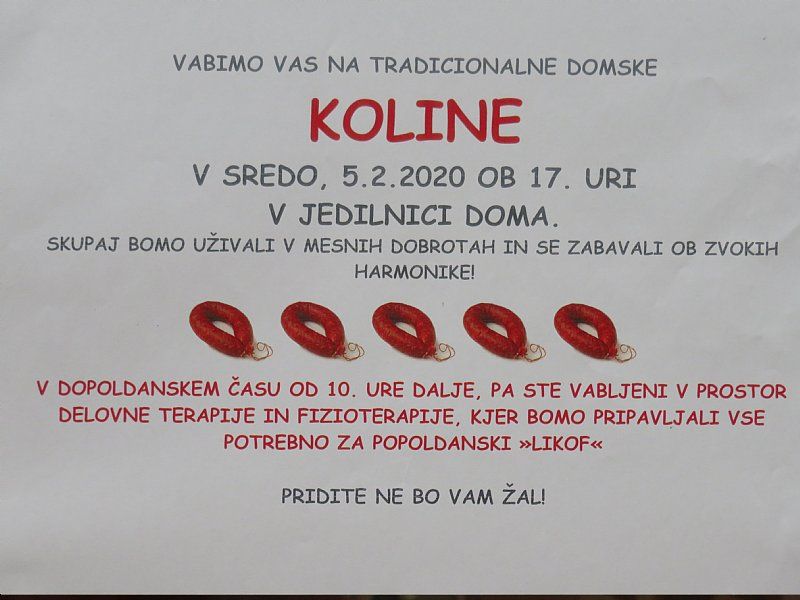 VABIMO VAS NA TRADICIONALNE DOMSKE
KOLINE
V SREDO, 5.2.2020 OB 17. URI
V JEDILNICI DOMA.
SKUPAJ BOMO UŽIVALI V MESNIH DOBROTAH IN SE ZABAVALI OB ZVOKIH
HARMONIKE!
V DOPOLDANSKEM ČASU OD 10. URE DALJE, PA STE VABLJENI V PROSTOR
DELOVNE TERAPIJE IN FIZIOTERAPIJE, KJER BOMO PRIPAVLJALI VSE
POTREBNO ZA POPOLDANSKI »LIKOF«
PRIDITE NE BO VAM ŽAL!